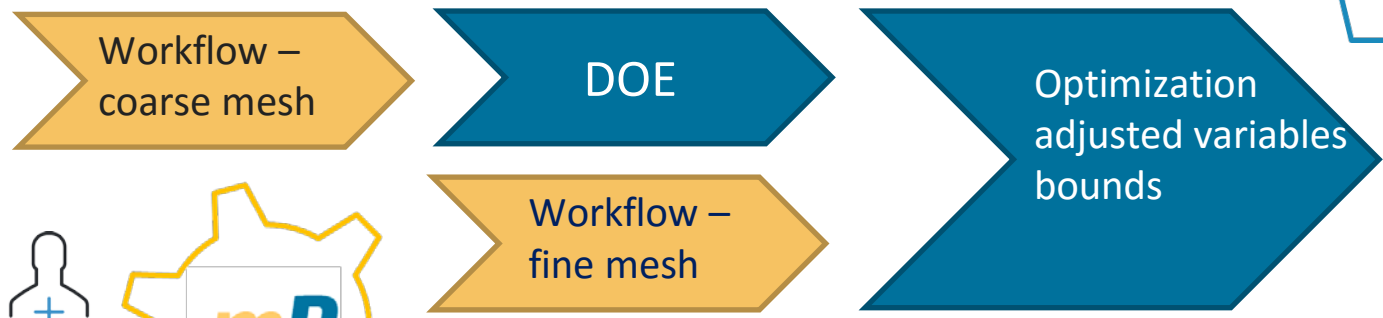 Workflow –
coarse mesh
DOE
Optimization
adjusted variables
bounds
Workflow –
fine mesh